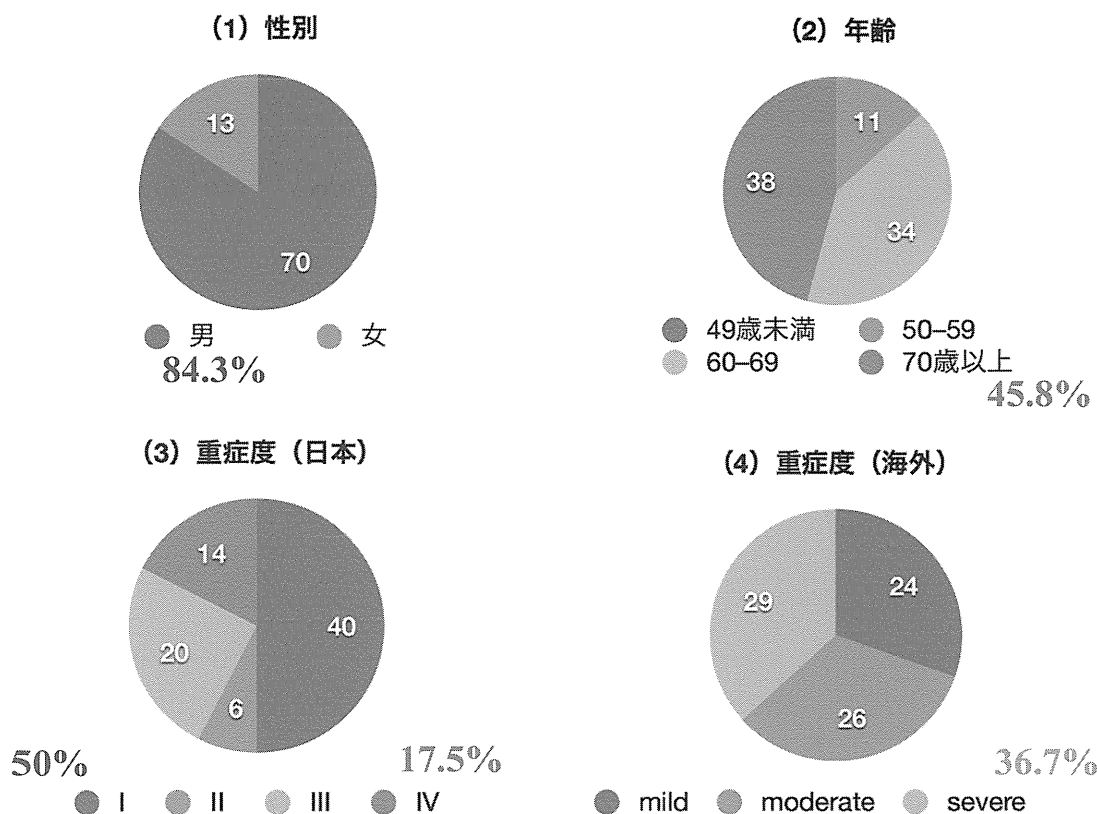 (1) 性別
13
70
男 女
84.3%
(2) 年齢
11
38
34
49歳未満 50–59
60–69 70歳以上
45.8%
(3) 重症度（日本）
14
40
20
6
50%
17.5%
I II III IV
(4) 重症度（海外）
24
29
26
36.7%
mild moderate severe